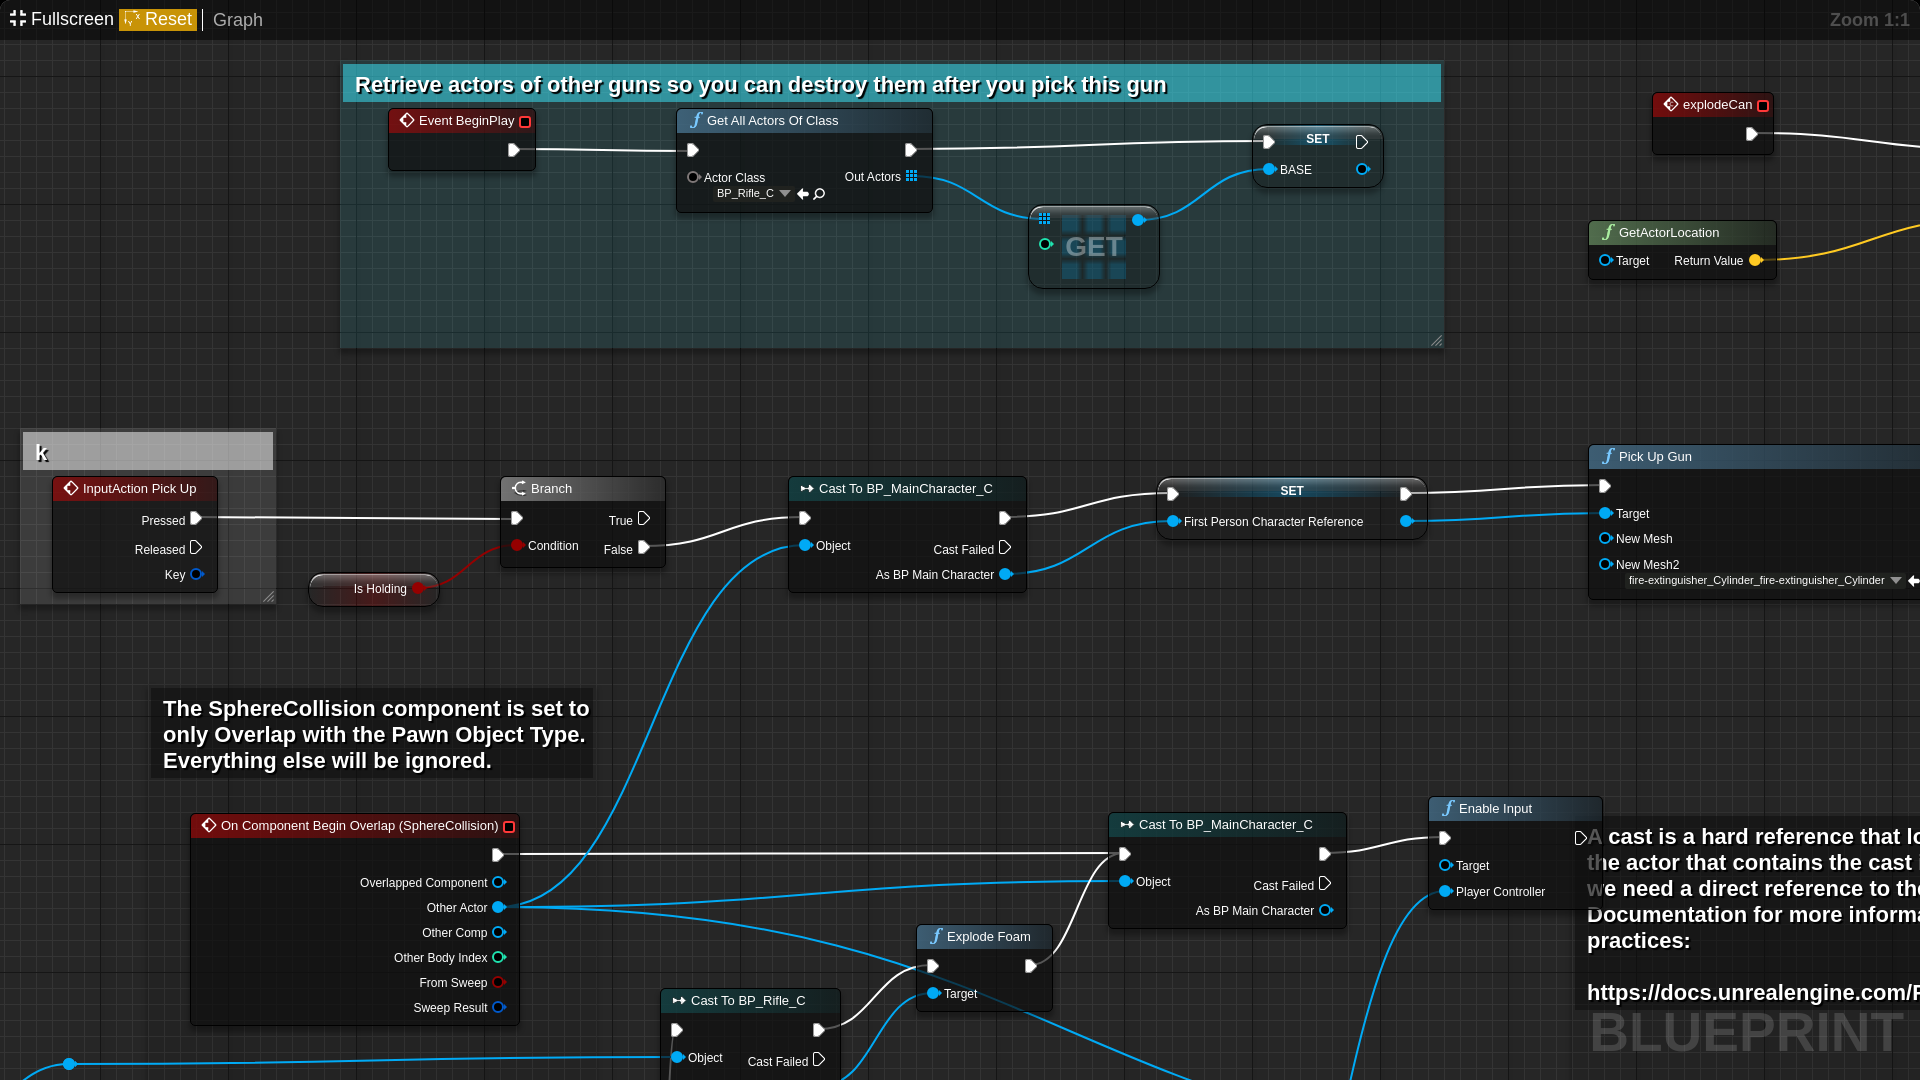 Fullscreen Reset Graph Zoom 1:1
Retrieve actors of other guns so you can destroy them after you pick this gun
Event BeginPlay
Get All Actors Of Class
Actor Class
BP_Rifle_C
Out Actors
GET
SET
BASE
explodeCan
GetActorLocation
Target Return Value
k
InputAction Pick Up
Pressed
Released
Key
Is Holding
Branch
True
Condition False
Cast To BP_MainCharacter_C
Object
Cast Failed
As BP Main Character
SET
First Person Character Reference
Pick Up Gun
Target
New Mesh
New Mesh2
fire-extinguisher_Cylinder_fire-extinguisher_Cylinder
The SphereCollision component is set to
only Overlap with the Pawn Object Type.
Everything else will be ignored.
On Component Begin Overlap (SphereCollision)
Overlapped Component
Other Actor
Other Comp
Other Body Index
From Sweep
Sweep Result
Cast To BP_Rifle_C
Object
Cast Failed
Explode Foam
Target
Cast To BP_MainCharacter_C
Object
Cast Failed
As BP Main Character
Enable Input
Target
Player Controller
A cast is a hard reference that
the actor that contains the cast
we need a direct reference to
Documentation for more
practices:
https://docs.unrealengine.com/
BLUEPRINT